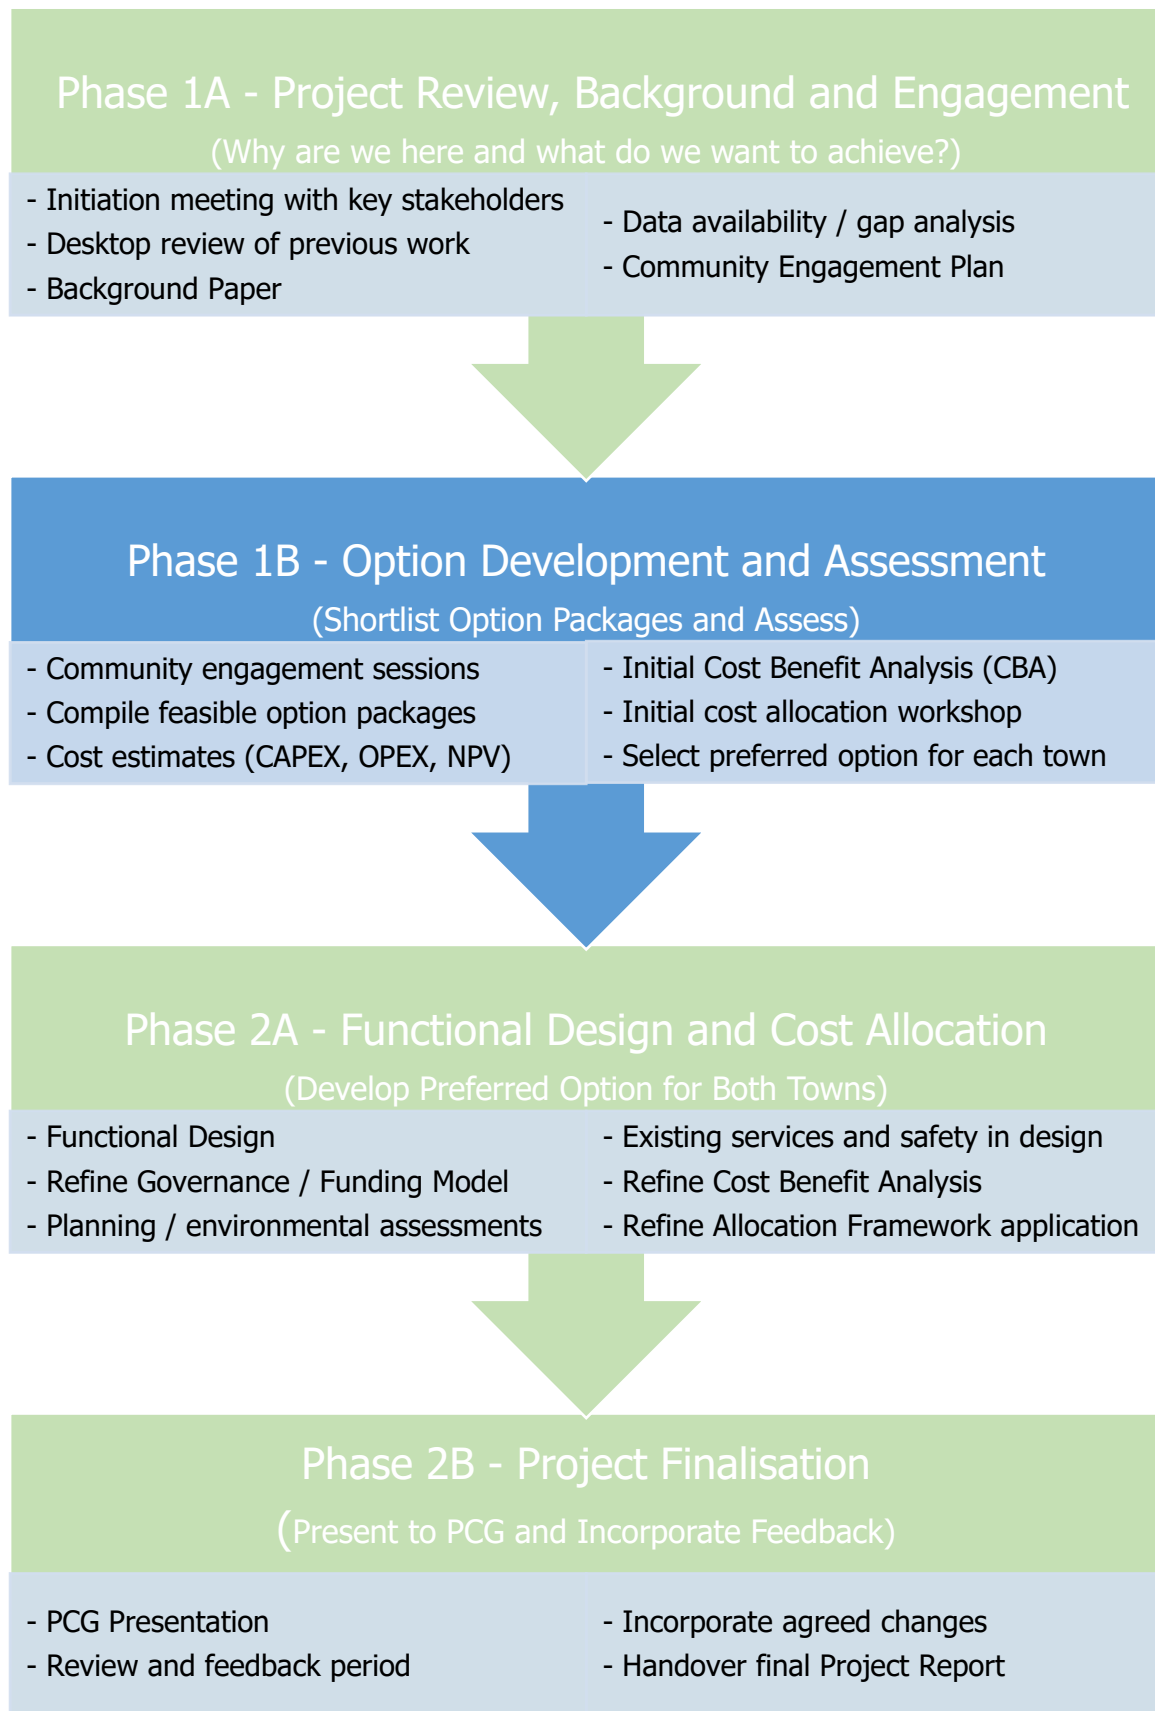 Phase 1A - Project Review, Background and Engagement
(Why are we here and what do we want to achieve?)
- Initiation meeting with key stakeholders
- Desktop review of previous work
- Background Paper
- Data availability / gap analysis
- Community Engagement Plan
Phase 1B - Option Development and Assessment
(Shortlist Option Packages and Assess)
- Community engagement sessions
- Compile feasible option packages
- Cost estimates (CAPEX, OPEX, NPV)
- Initial Cost Benefit Analysis (CBA)
- Initial cost allocation workshop
- Select preferred option for each town
Phase 2A - Functional Design and Cost Allocation
(Develop Preferred Option for Both Towns)
- Functional Design
- Refine Governance / Funding Model
- Planning / environmental assessments
- Existing services and safety in design
- Refine Cost Benefit Analysis
- Refine Allocation Framework application
Phase 2B - Project Finalisation
(Present to PCG and Incorporate Feedback)
- PCG Presentation
- Review and feedback period
- Incorporate agreed changes
- Handover final Project Report